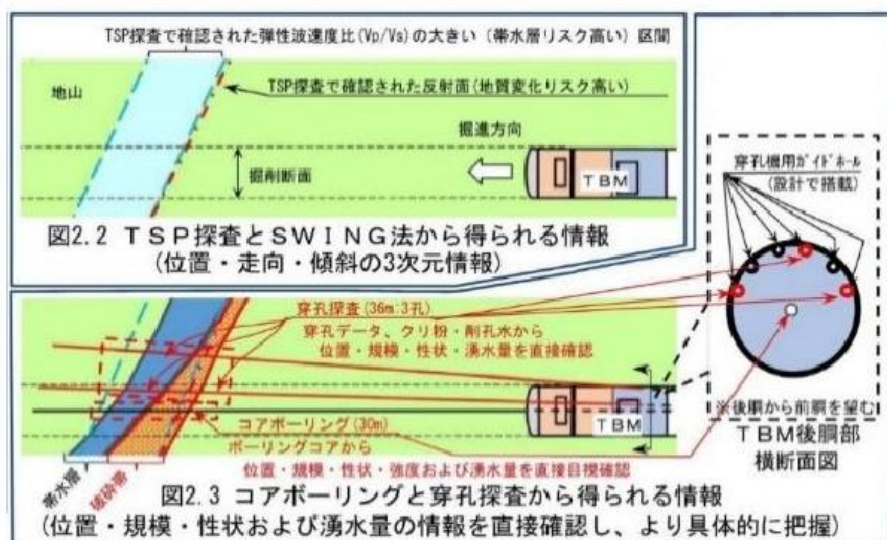 TSP探査で確認された弾性波速度比(Vp/Vs)の大きい(帯水層リスク高い)区間
TSP探査で確認された反射面(地質変化リスク高い)
地山
掘進方向
掘削断面
TBM
図2.2 TSP探査とSWING法から得られる情報
(位置・走向・傾斜の3次元情報)
穿孔機用ガイドホール
(設計で搭載)
穿孔探査(36m:3孔)
穿孔データ、クリ粉・削孔水から
位置・規模・性状・湧水量を直接確認
TBM
コアボーリング(30m)
ボーリングコアから
位置・規模・性状・強度および湧水量を直接目視確認
帯水層
破砕帯
※後胴から前胴を望む
TBM後胴部
横断面図
図2.3 コアボーリングと穿孔探査から得られる情報
(位置・規模・性状および湧水量の情報を直接確認し、より具体的に把握)